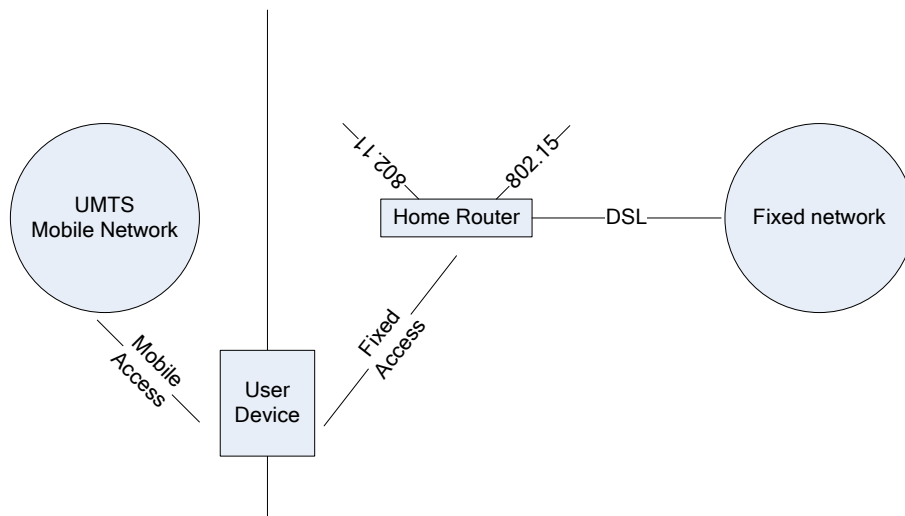 802.11
802.15
UMTS
Mobile Network
Home Router
DSL
Fixed network
Mobile
Access
Fixed
Access
User
Device